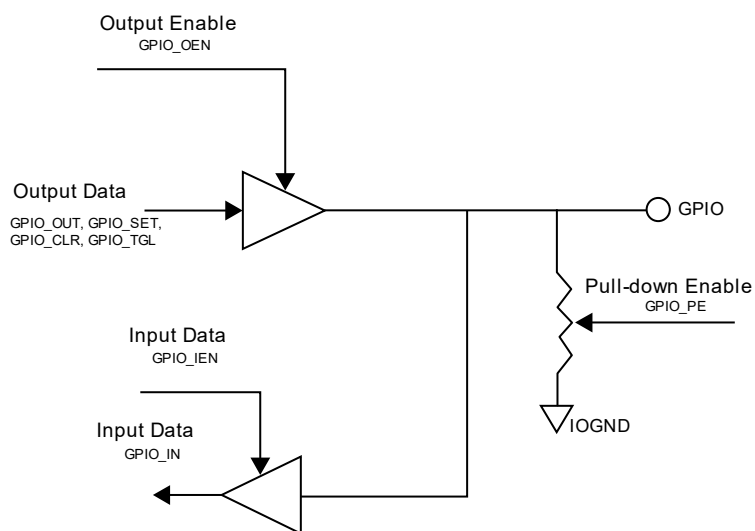 Output Enable
GPIO_OEN
Output Data
GPIO_OUT, GPIO_SET,
GPIO_CLR, GPIO_TGL
GPIO
Pull-down Enable
GPIO_PE
Input Data
GPIO_IEN
Input Data
GPIO_IN
IOGND